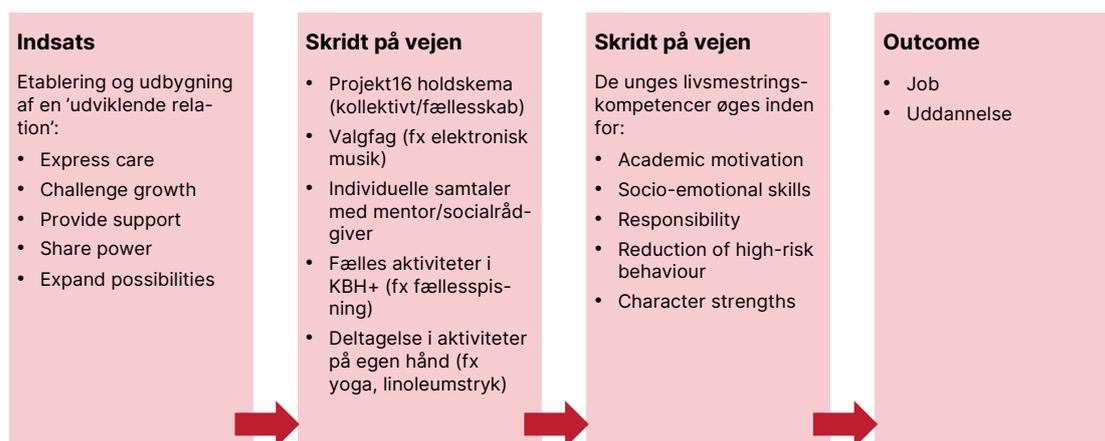 Indsats
Etablering og udbygning
af en ’udviklende rela-
tion’:
• Express care
• Challenge growth
• Provide support
• Share power
• Expand possibilities
Skridt på vejen
• Projekt16 holdskema
(kollektivt/fællesskab)
• Valgfag (fx elektronisk
musik)
• Individuelle samtaler
med mentor/socialråd-
giver
• Fælles aktiviteter i
KBH+ (fx fællesspis-
ning)
• Deltagelse i aktiviteter
på egen hånd (fx
yoga, linoleumstryk)
Skridt på vejen
De unges livsmestrings-
kompetencer øges inden
for:
• Academic motivation
• Socio-emotional skills
• Responsibility
• Reduction of high-risk
behaviour
• Character strengths
Outcome
• Job
• Uddannelse